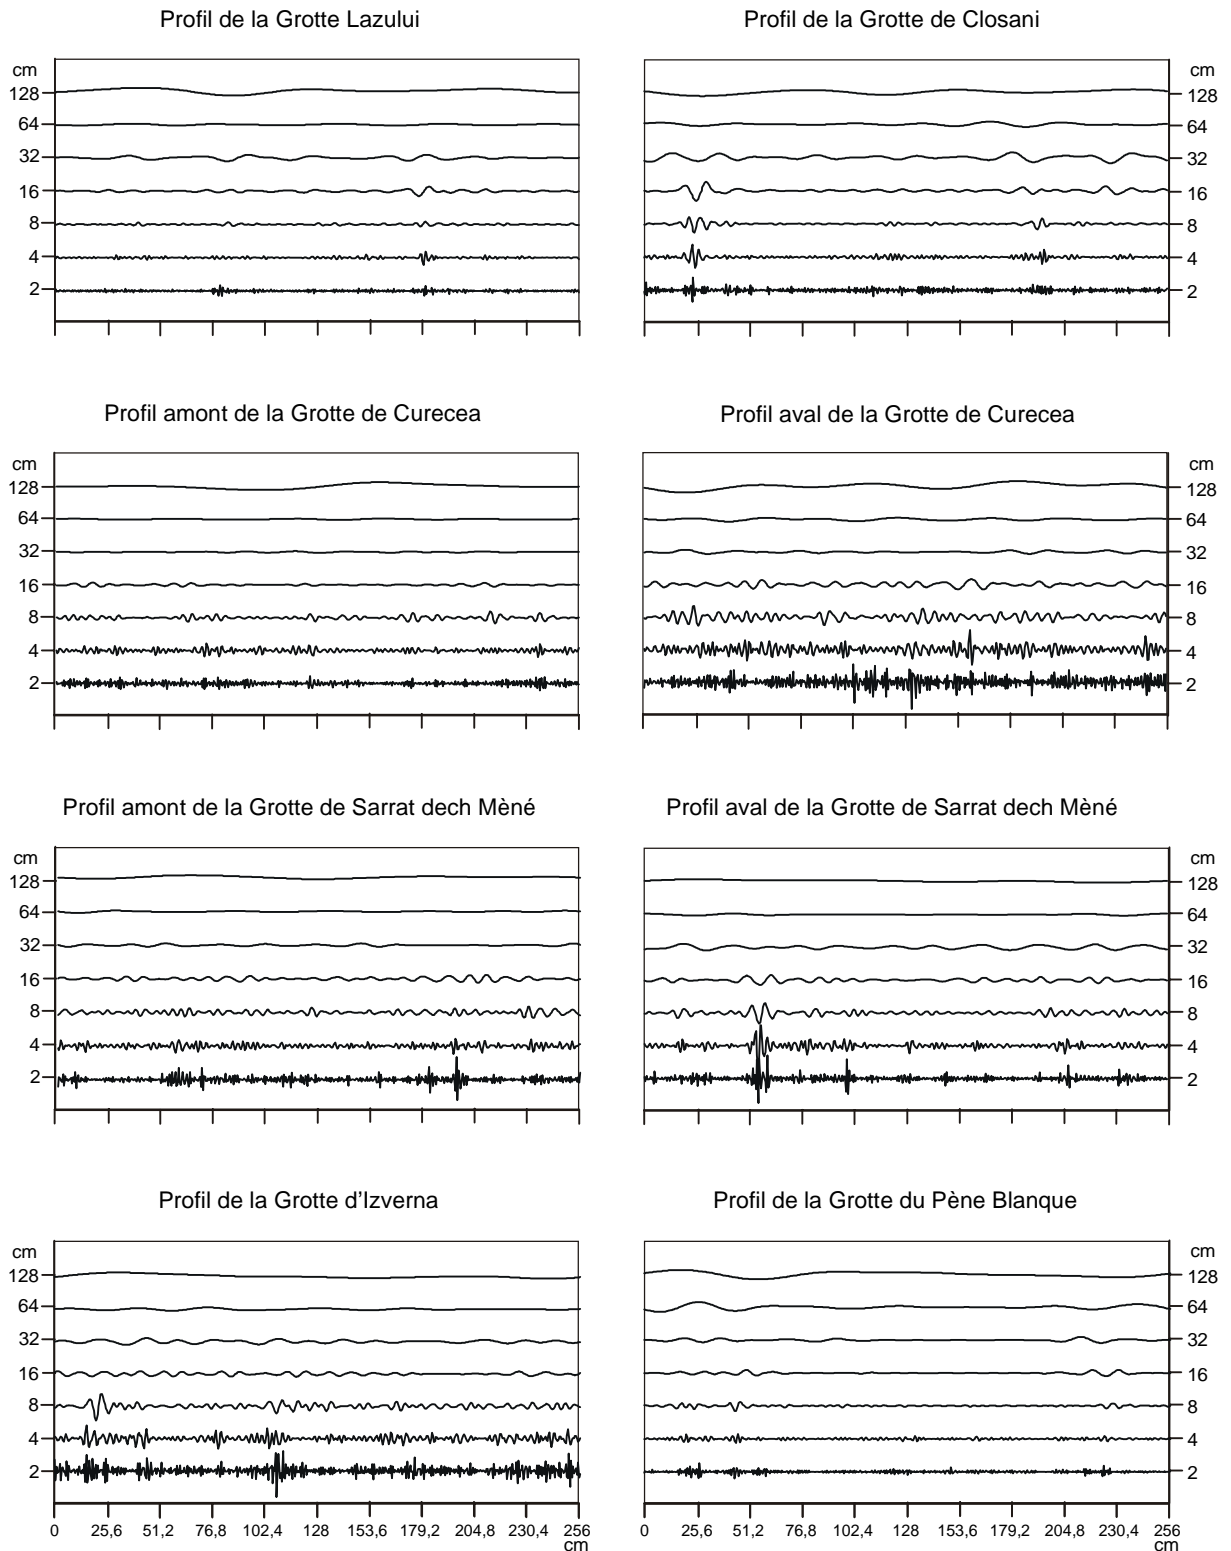 Profil de la Grotte Lazului
Profil de la Grotte de Closani
cm
128
64
32
16
8
4
2
cm
128
64
32
16
8
4
2
Profil amont de la Grotte de Curecea
Profil aval de la Grotte de Curecea
cm
128
64
32
16
8
4
2
cm
128
64
32
16
8
4
2
Profil amont de la Grotte de Sarrat dech Mèné
Profil aval de la Grotte de Sarrat dech Mèné
cm
128
64
32
16
8
4
2
cm
128
64
32
16
8
4
2
Profil de la Grotte d'Izverna
Profil de la Grotte du Pène Blanque
cm
128
64
32
16
8
4
2
cm
128
64
32
16
8
4
2
0 25,6 51,2 76,8 102,4 128 153,6 179,2 204,8 230,4 256
cm
0 25,6 51,2 76,8 102,4 128 153,6 179,2 204,8 230,4 256
cm